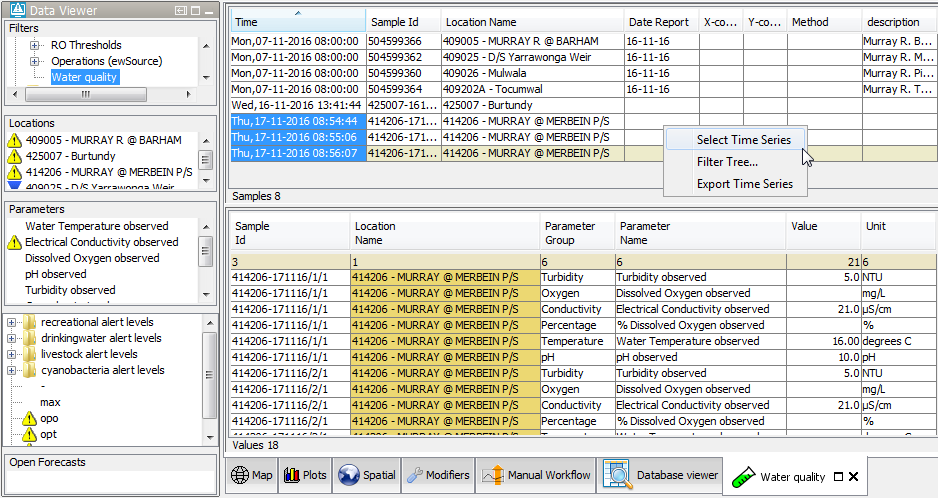 Data Viewer
Filters
RO Thresholds
Operations (ewSource)
Water quality
Locations
409005 - MURRAY R @ BARHAM
425007 - Burtundy
414206 - MURRAY @ MERBEIN P/S
409025 - D/S Yarrawonga Weir
Parameters
Water Temperature observed
Electrical Conductivity observed
Dissolved Oxygen observed
pH observed
Turbidity observed
recreational alert levels
drinkingwater alert levels
livestock alert levels
cyanobacteria alert levels
-
max
opo
opt
Open Forecasts
Time Sample Id Location Name Date Report X-co... Y-co... Method description
Mon,07-11-2016 08:00:00 504599366 409005 - MURRAY R @ BARHAM 16-11-16 Murray R. B...
Mon,07-11-2016 08:00:00 504599362 409025 - D/S Yarrawonga Weir 16-11-16 Murray R. M...
Mon,07-11-2016 08:00:00 504599360 409026 - Mulwala 16-11-16 Murray R. Pi...
Mon,07-11-2016 08:00:00 504599364 409202A - Tocumwal 16-11-16 Murray R. T...
Wed,16-11-2016 13:41:44 425007-161... 425007 - Burtundy
Thu,17-11-2016 08:54:44 414206-171... 414206 - MURRAY @ MERBEIN P/S
Thu,17-11-2016 08:55:06 414206-171... 414206 - MURRAY @ MERBEIN P/S
Thu,17-11-2016 08:56:07 414206-171... 414206 - MURRAY @ MERBEIN P/S
Select Time Series
Filter Tree...
Export Time Series
Samples 8
Sample Id Location Name Parameter Group Parameter Name Value Unit
3 1 6 6 21 6
414206-171116/1/1 414206 - MURRAY @ MERBEIN P/S Turbidity Turbidity observed 5.0 NTU
414206-171116/1/1 414206 - MURRAY @ MERBEIN P/S Oxygen Dissolved Oxygen observed mg/L
414206-171116/1/1 414206 - MURRAY @ MERBEIN P/S Conductivity Electrical Conductivity observed 21.0 µS/cm
414206-171116/1/1 414206 - MURRAY @ MERBEIN P/S Percentage % Dissolved Oxygen observed %
414206-171116/1/1 414206 - MURRAY @ MERBEIN P/S Temperature Water Temperature observed 16.00 degrees C
414206-171116/1/1 414206 - MURRAY @ MERBEIN P/S pH pH observed 10.0 pH
414206-171116/2/1 414206 - MURRAY @ MERBEIN P/S Turbidity Turbidity observed 5.0 NTU
414206-171116/2/1 414206 - MURRAY @ MERBEIN P/S Oxygen Dissolved Oxygen observed mg/L
414206-171116/2/1 414206 - MURRAY @ MERBEIN P/S Conductivity Electrical Conductivity observed 21.0 µS/cm
414206-171116/2/1 414206 - MURRAY @ MERBEIN P/S Percentage % Dissolved Oxygen observed %
414206-171116/2/1 414206 - MURRAY @ MERBEIN P/S Temperature Water Temperature observed degrees C
Values 18
Map Plots Spatial Modifiers Manual Workflow Database viewer Water quality